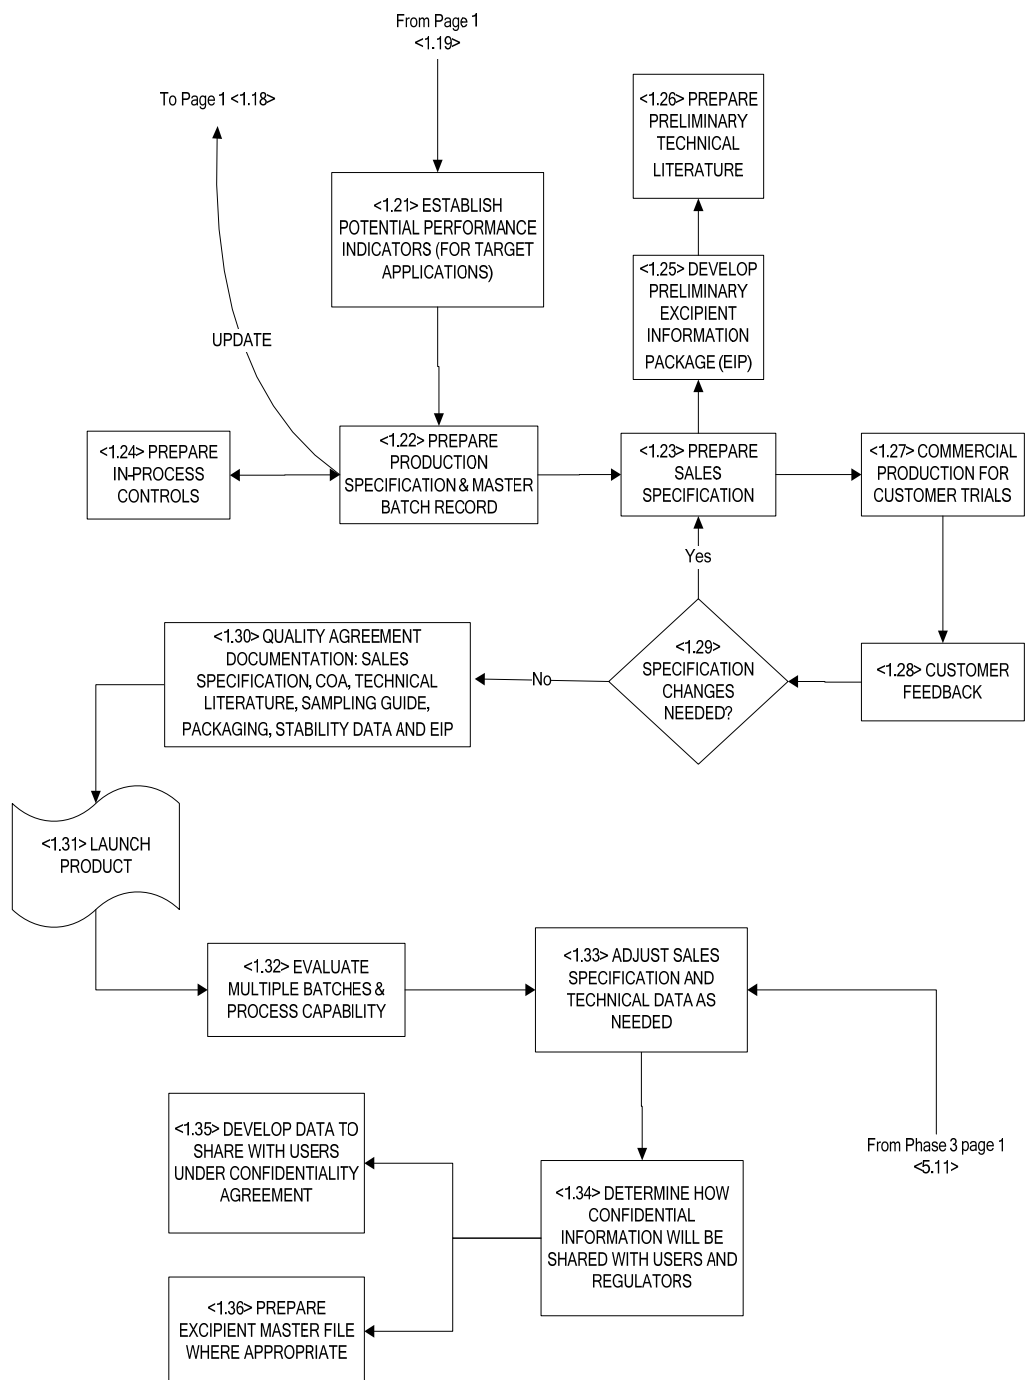 From Page 1
<1.19>
To Page 1 <1.18>
<1.26> PREPARE
PRELIMINARY
TECHNICAL
LITERATURE
<1.21> ESTABLISH
POTENTIAL PERFORMANCE
INDICATORS (FOR TARGET
APPLICATIONS)
<1.25> DEVELOP
PRELIMINARY
EXCIPIENT
INFORMATION
PACKAGE (EIP)
UPDATE
<1.24> PREPARE
IN-PROCESS
CONTROLS
<1.22> PREPARE
PRODUCTION
SPECIFICATION & MASTER
BATCH RECORD
<1.23> PREPARE
SALES
SPECIFICATION
<1.27> COMMERCIAL
PRODUCTION FOR
CUSTOMER TRIALS
Yes
<1.30> QUALITY AGREEMENT
DOCUMENTATION: SALES
SPECIFICATION, COA, TECHNICAL
LITERATURE, SAMPLING GUIDE,
PACKAGING, STABILITY DATA AND EIP
No
<1.29>
SPECIFICATION
CHANGES
NEEDED?
<1.28> CUSTOMER
FEEDBACK
<1.31> LAUNCH
PRODUCT
<1.32> EVALUATE
MULTIPLE BATCHES &
PROCESS CAPABILITY
<1.33> ADJUST SALES
SPECIFICATION AND
TECHNICAL DATA AS
NEEDED
<1.35> DEVELOP DATA TO
SHARE WITH USERS
UNDER CONFIDENTIALITY
AGREEMENT
From Phase 3 page 1
<5.11>
<1.34> DETERMINE HOW
CONFIDENTIAL
INFORMATION WILL BE
SHARED WITH USERS AND
REGULATORS
<1.36> PREPARE
EXCIPIENT MASTER FILE
WHERE APPROPRIATE